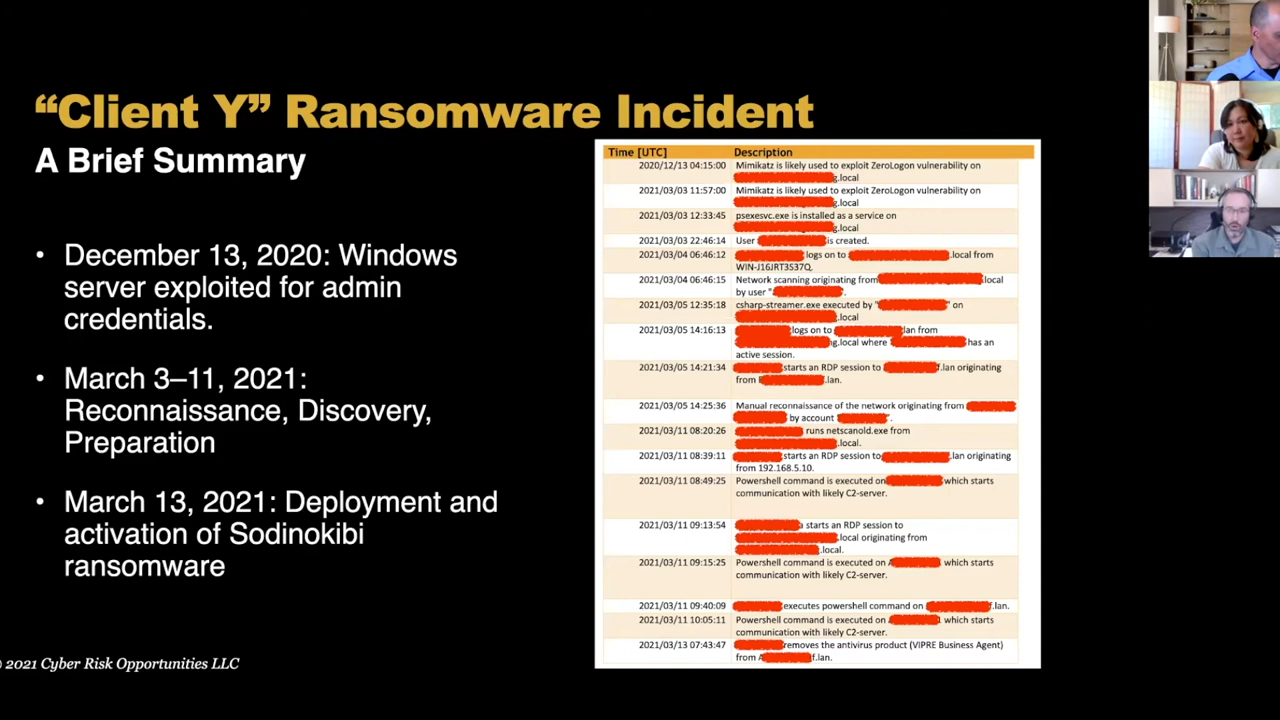 “Client Y” Ransomware Incident
A Brief Summary
• December 13, 2020: Windows
server exploited for admin
credentials.
• March 3–11, 2021:
Reconnaissance, Discovery,
Preparation
• March 13, 2021: Deployment and
activation of Sodinokibi
ransomware
Time [UTC] Description
2020/12/13 04:15:00 Mimikatz is likely used to exploit ZeroLogon vulnerability on
g.local
2021/03/03 11:57:00 Mimikatz is likely used to exploit ZeroLogon vulnerability on
g.local
2021/03/03 12:33:45 psexesvc.exe is installed as a service on
g.local
2021/03/03 22:46:14 User is created.
2021/03/04 06:46:12 logs on to .local from
WIN-J16JRT3S37Q.
2021/03/04 06:46:15 Network scanning originating from local
by user " ".
2021/03/05 12:35:18 csharp-streamer.exe executed by " " on
.local
2021/03/05 14:16:13 logs on to lan from
g.local where has an
active session.
2021/03/05 14:21:34 starts an RDP session to f.lan originating
from .lan.
2021/03/05 14:25:36 Manual reconnaissance of the network originating from
by account ".
2021/03/11 08:20:26 runs netscanold.exe from
.local.
2021/03/11 08:39:11 starts an RDP session to .lan originating
from 192.168.5.10.
2021/03/11 08:49:25 Powershell command is executed on which starts
communication with likely C2-server.
2021/03/11 09:13:54 a starts an RDP session to
.local originating from
.local.
2021/03/11 09:15:25 Powershell command is executed on A which starts
communication with likely C2-server.
2021/03/11 09:40:09 executes powershell command on f.lan.
2021/03/11 10:05:11 Powershell command is executed on which starts
communication with likely C2-server.
2021/03/13 07:43:47 removes the antivirus product (VIPRE Business Agent)
from A f.lan.
© 2021 Cyber Risk Opportunities LLC